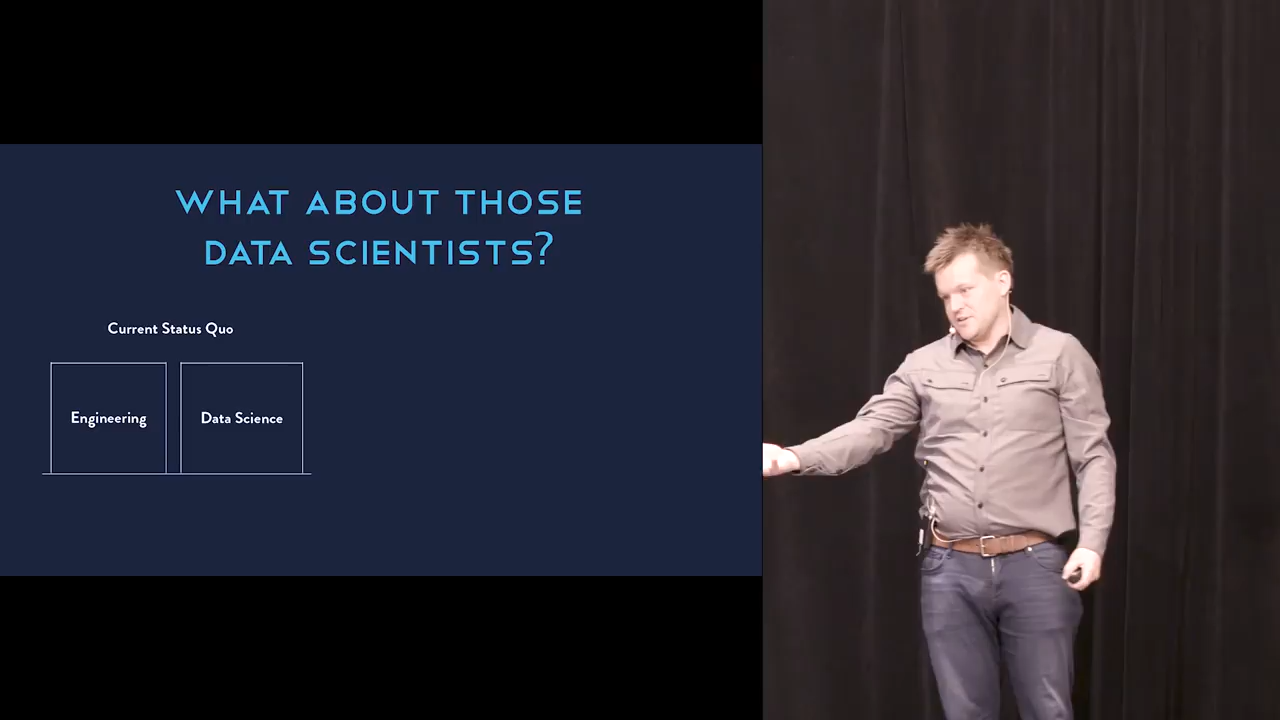 WHAT ABOUT THOSE
DATA SCIENTISTS?
Current Status Quo
Engineering
Data Science